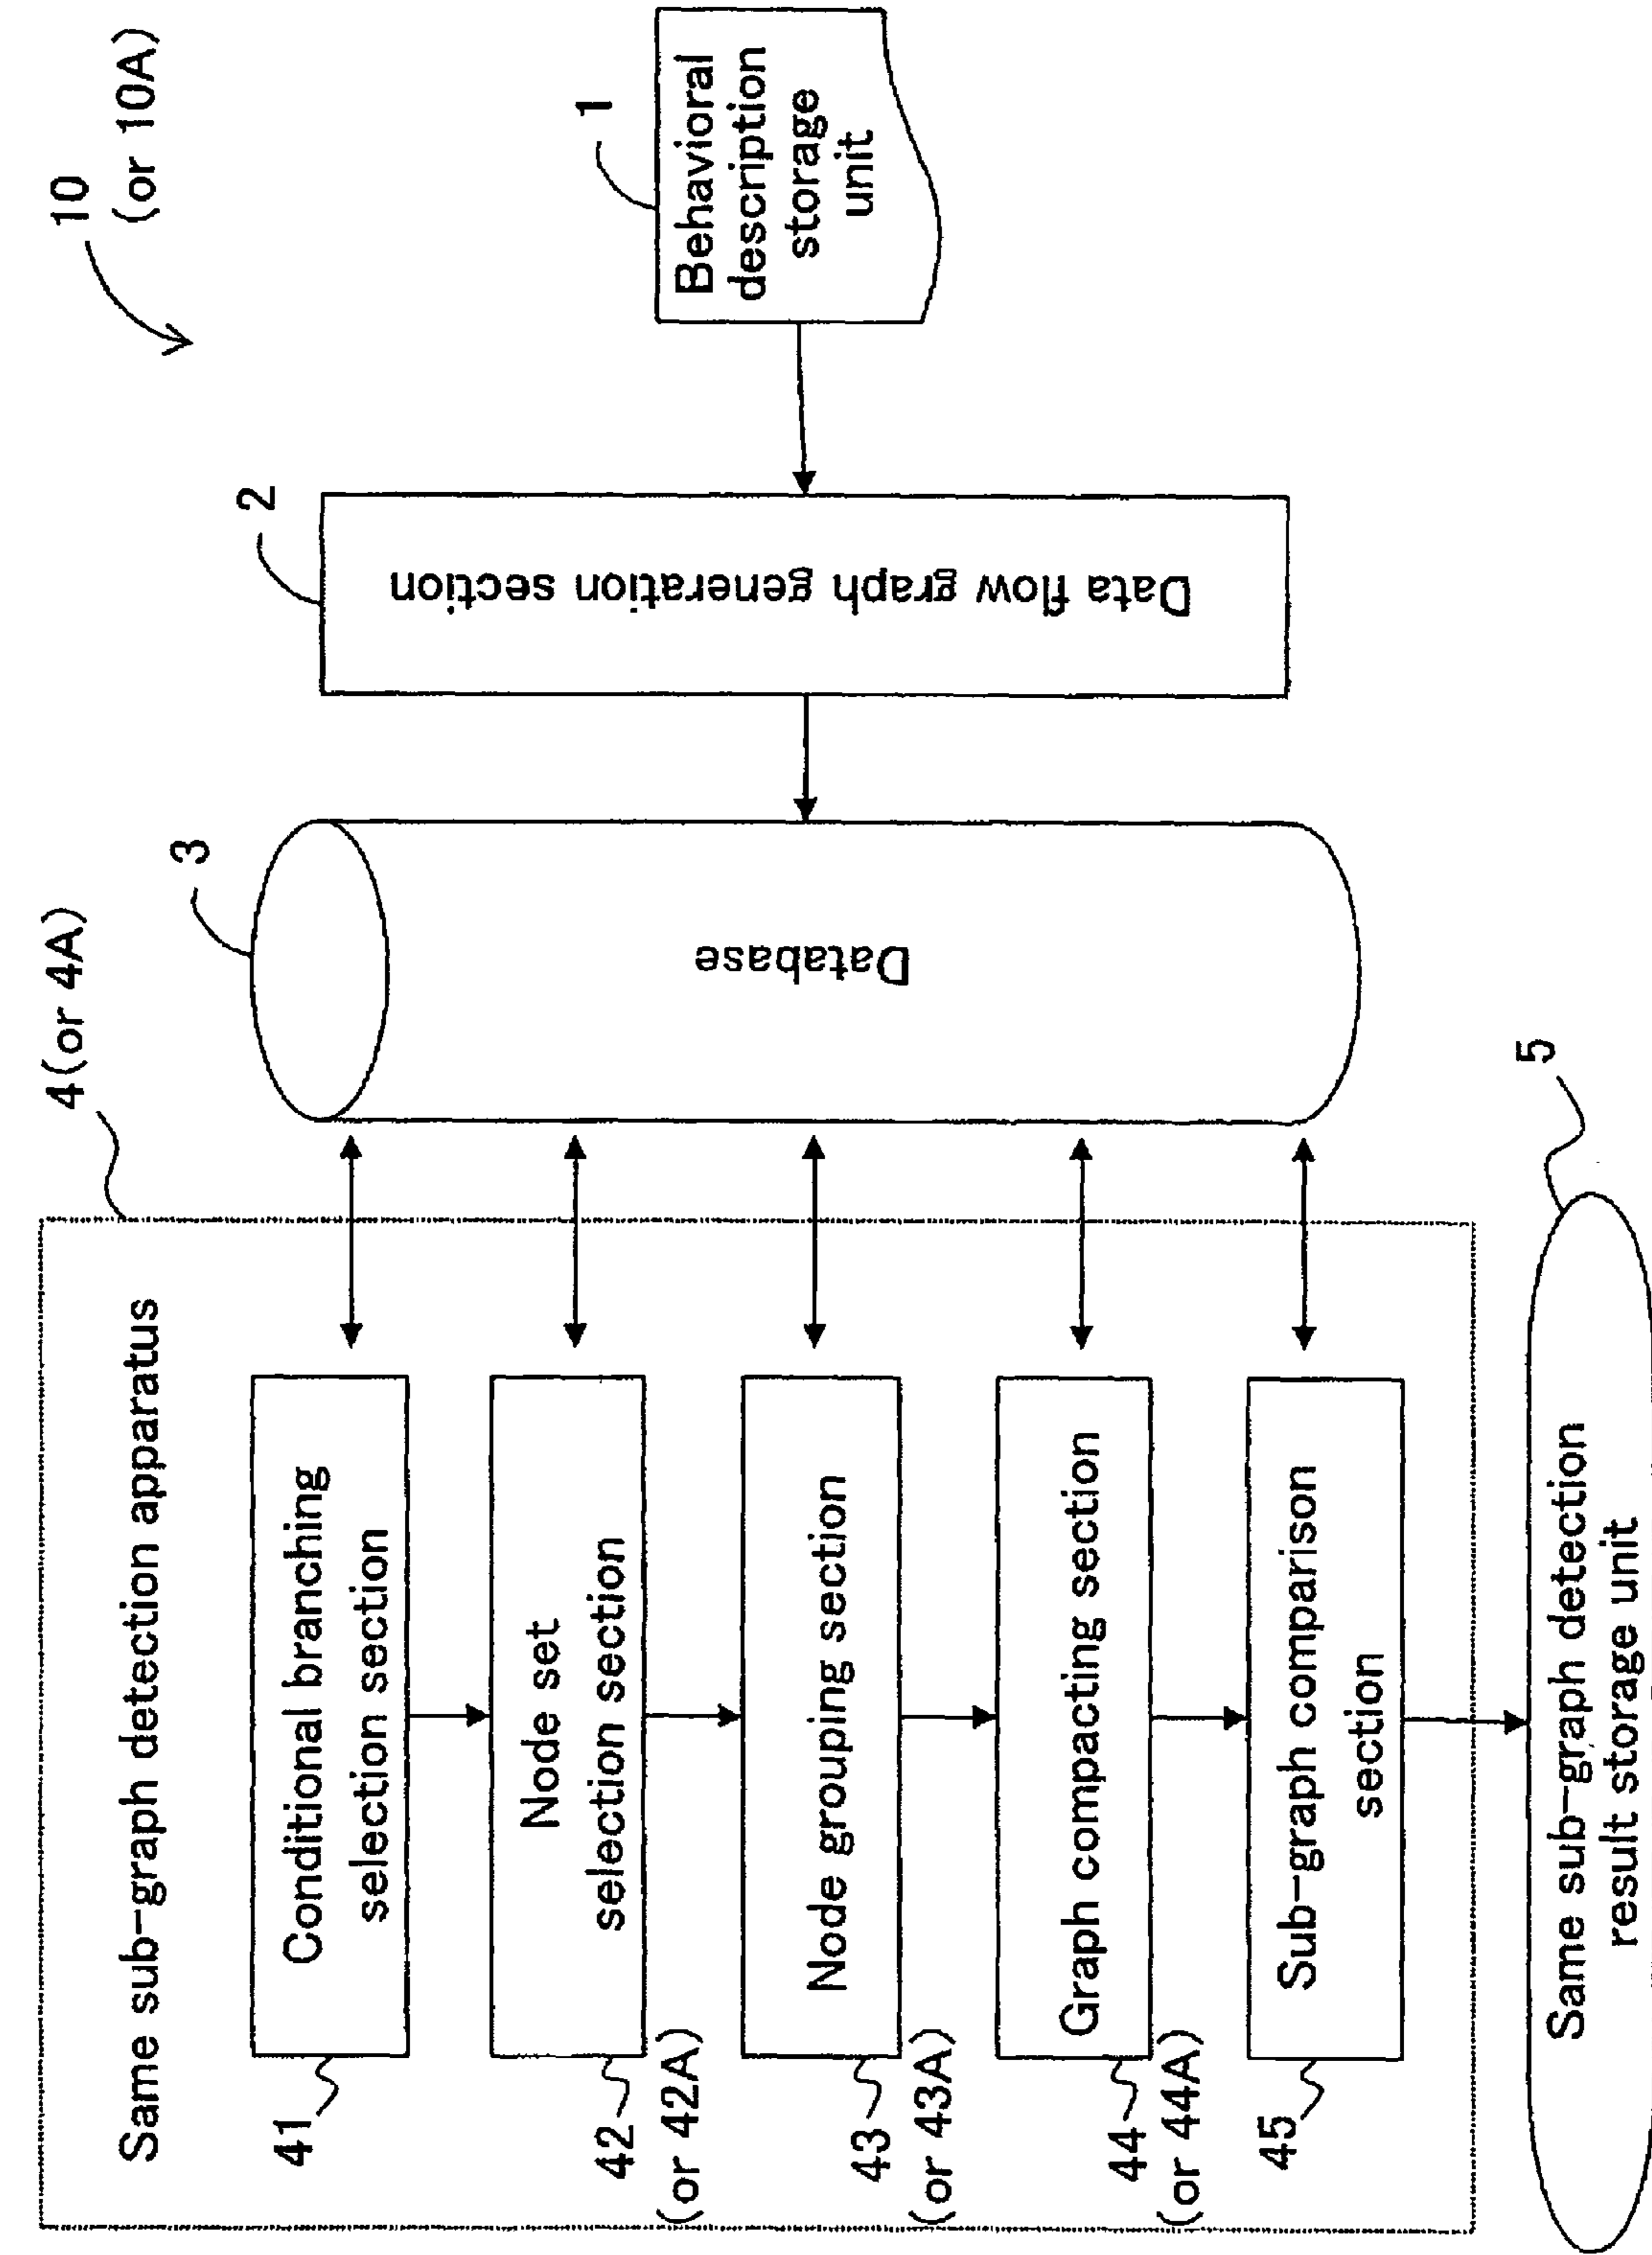 10
(or 10A)
1
Behavioral
description
storage
unit
2
Data flow graph generation section
3
Database
4(or 4A)
Same sub-graph detection apparatus
41
Conditional branching
selection section
42
(or 42A)
Node set
selection section
43
(or 43A)
Node grouping section
44
(or 44A)
Graph compacting section
45
Sub-graph comparison
section
5
Same sub-graph detection
result storage unit